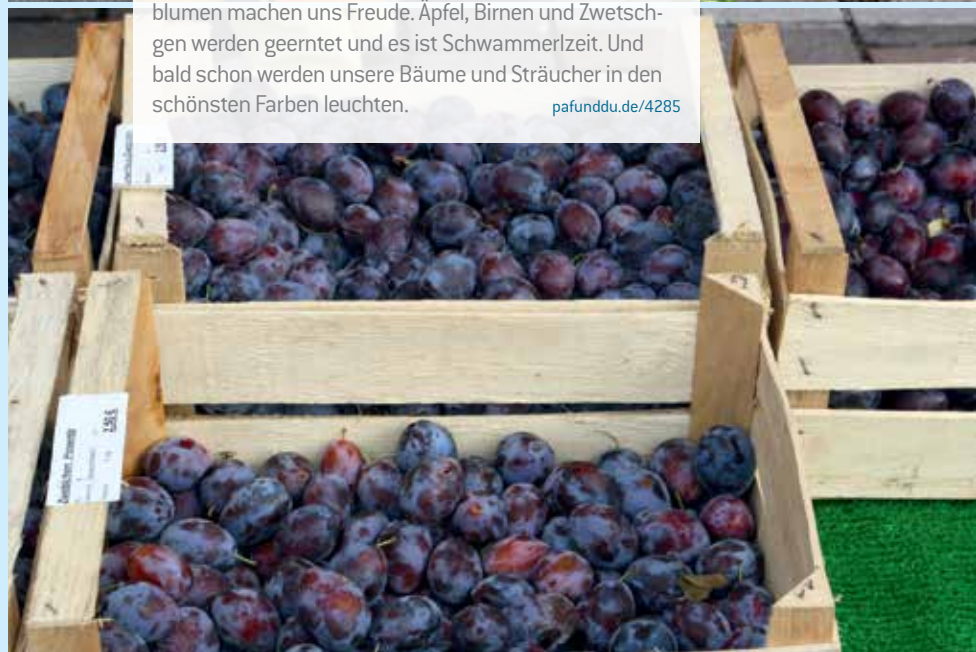 blumen machen uns Freude. Äpfel, Birnen und Zwetsch-
gen werden geerntet und es ist Schwammerlzeit. Und
bald schon werden unsere Bäume und Sträucher in den
schönsten Farben leuchten.
pafunddu.de/4285